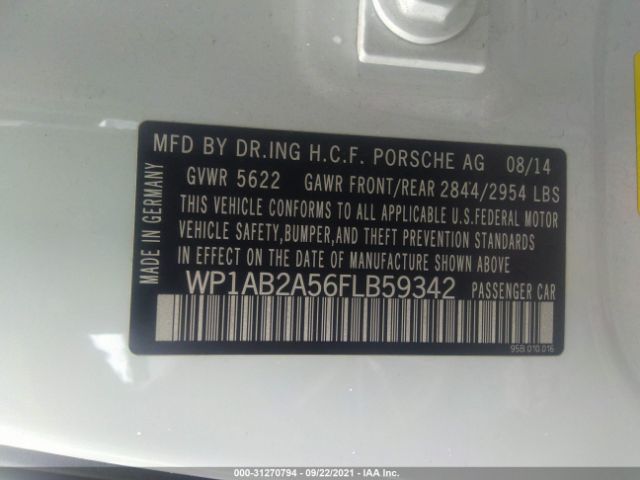 MFD BY DR.ING H.C.F. PORSCHE AG 08/14
GVWR 5622 GAWR FRONT/REAR 2844/2954 LBS
THIS VEHICLE CONFORMS TO ALL APPLICABLE U.S.FEDERAL MOTOR
VEHICLE SAFETY,BUMPER,AND THEFT PREVENTION STANDARDS
IN EFFECT ON THE DATE OF MANUFACTURE SHOWN ABOVE.
WP1AB2A56FLB59342 PASSENGER CAR
MADE IN GERMANY
95B.010.016
000-31270794 - 09/22/2021 - IAAI.COM